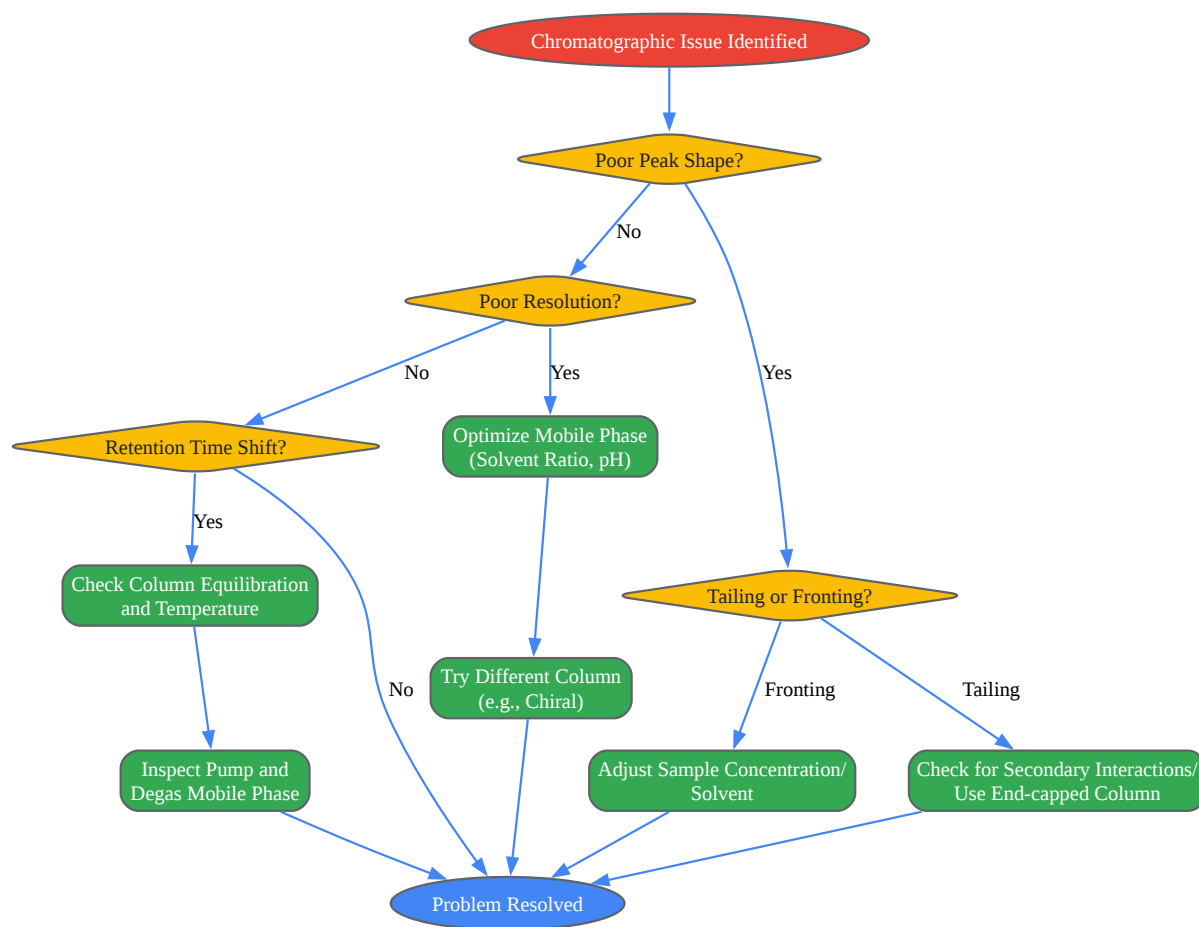 Chromatographic Issue Identified
Poor Peak Shape?
No
Poor Resolution?
No
Yes
Yes
Optimize Mobile Phase
(Solvent Ratio, pH)
Retention Time Shift?
Yes
Check Column Equilibration
and Temperature
Tailing or Fronting?
No
Try Different Column
(e.g., Chiral)
Fronting
Tailing
Inspect Pump and
Degas Mobile Phase
Adjust Sample Concentration/
Solvent
Check for Secondary Interactions/
Use End-capped Column
Problem Resolved